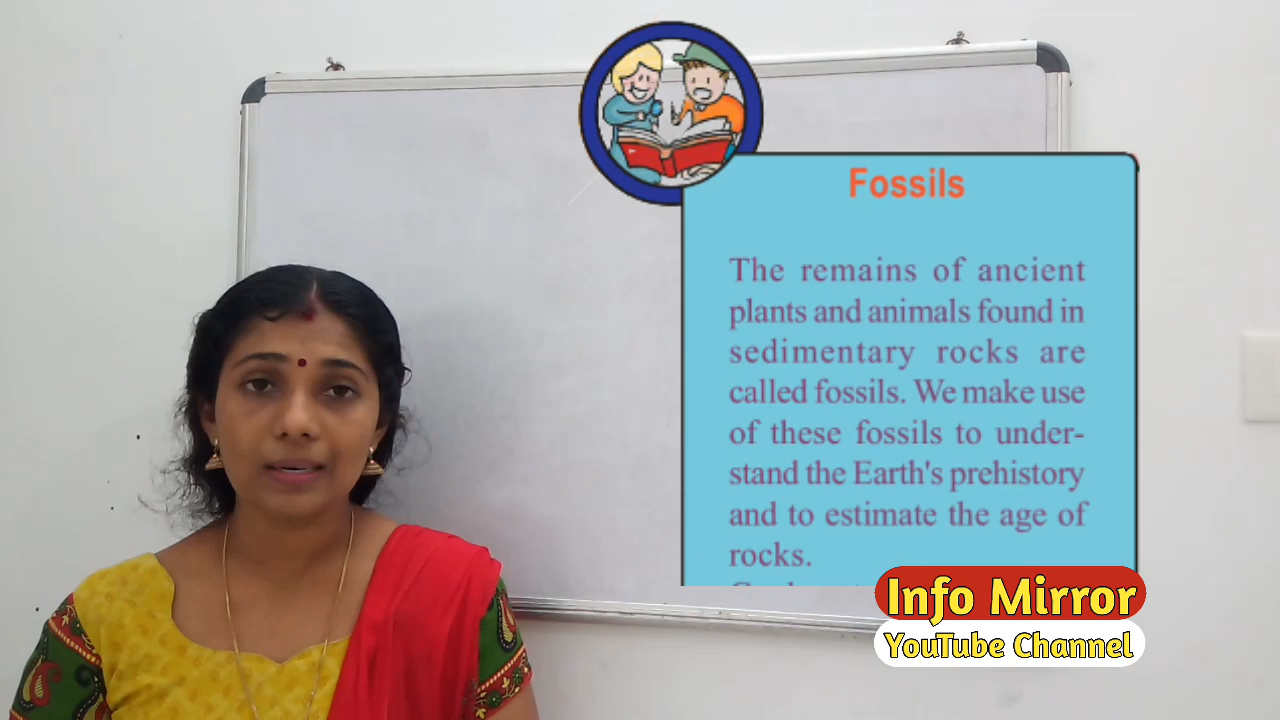 Fossils
The remains of ancient
plants and animals found in
sedimentary rocks are
called fossils. We make use
of these fossils to under-
stand the Earth's prehistory
and to estimate the age of
rocks.
Info Mirror
YouTube Channel